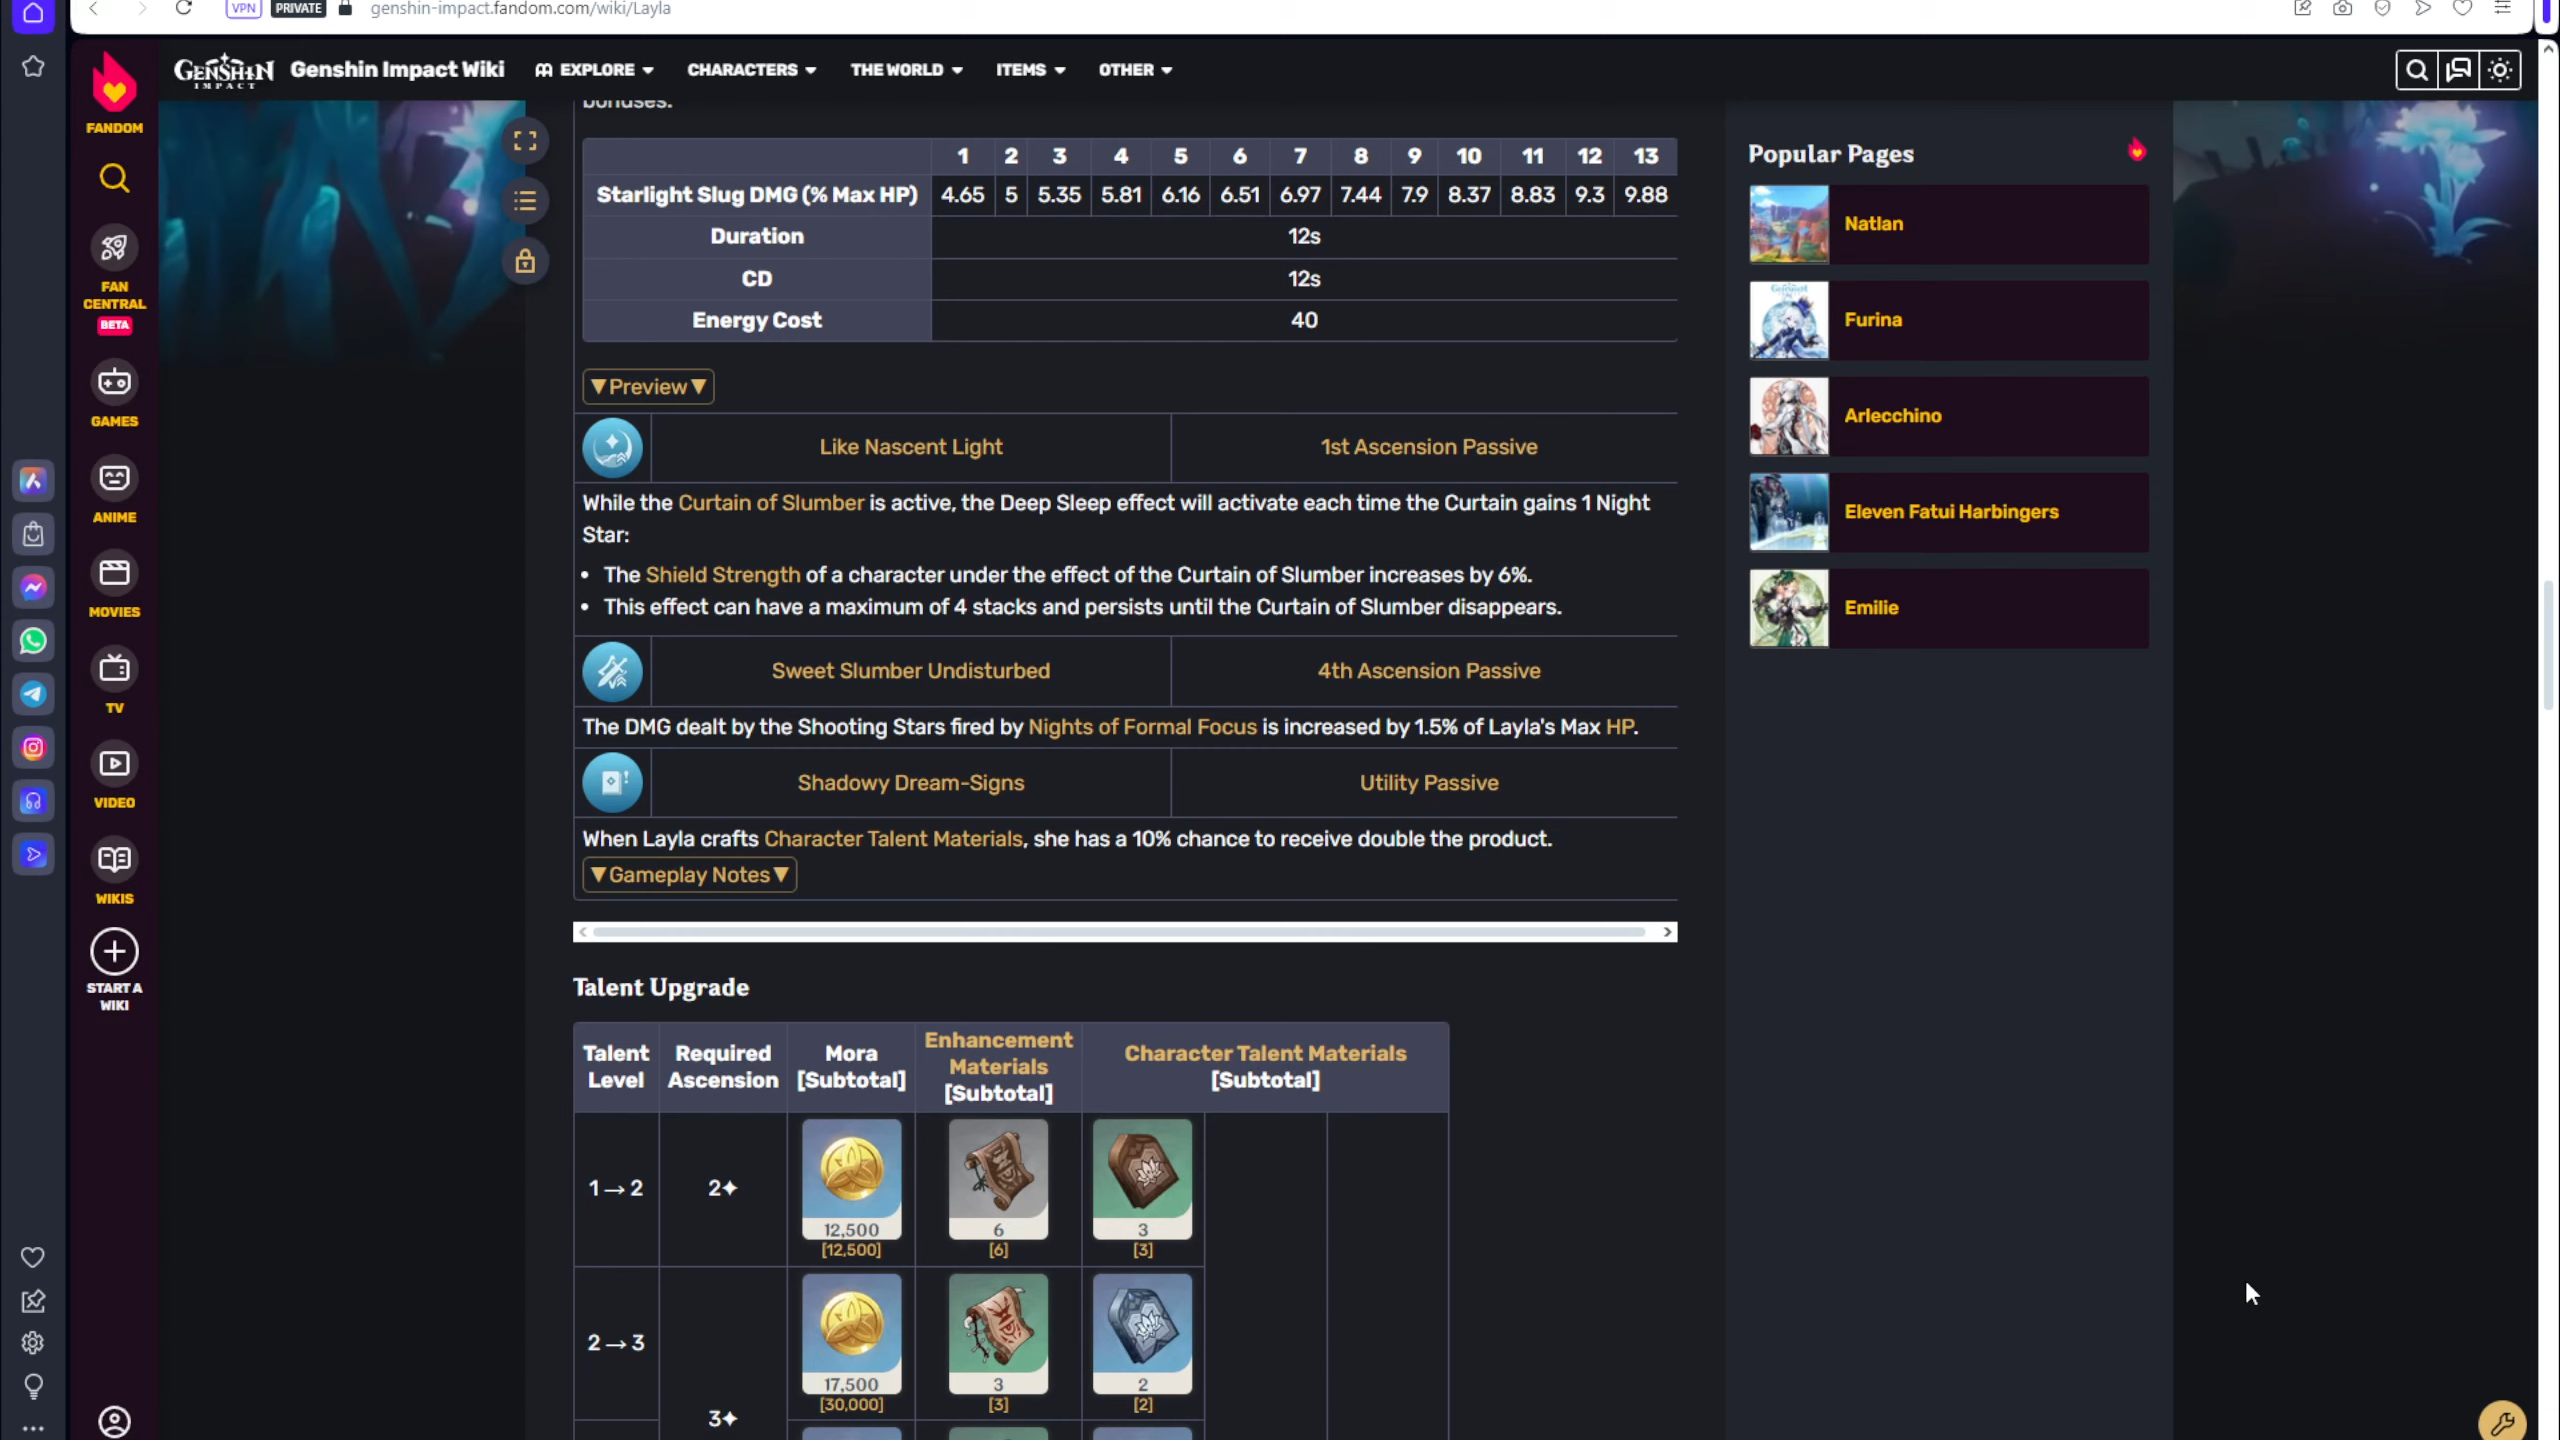 VPN PRIVATE genshin-impact.fandom.com/wiki/Layla
FANDOM
FAN CENTRAL
BETA
GAMES
ANIME
MOVIES
TV
VIDEO
WIKIS
START A WIKI
GENSHIN IMPACT
Genshin Impact Wiki EXPLORE CHARACTERS THE WORLD ITEMS OTHER
bonuses.
1 2 3 4 5 6 7 8 9 10 11 12 13
Starlight Slug DMG (% Max HP) 4.65 5 5.35 5.81 6.16 6.51 6.97 7.44 7.9 8.37 8.83 9.3 9.88
Duration 12s
CD 12s
Energy Cost 40
▼Preview▼
Like Nascent Light 1st Ascension Passive
While the Curtain of Slumber is active, the Deep Sleep effect will activate each time the Curtain gains 1 Night
Star:
• The Shield Strength of a character under the effect of the Curtain of Slumber increases by 6%.
• This effect can have a maximum of 4 stacks and persists until the Curtain of Slumber disappears.
Sweet Slumber Undisturbed 4th Ascension Passive
The DMG dealt by the Shooting Stars fired by Nights of Formal Focus is increased by 1.5% of Layla's Max HP.
Shadowy Dream-Signs Utility Passive
When Layla crafts Character Talent Materials, she has a 10% chance to receive double the product.
▼Gameplay Notes▼
Talent Upgrade
Talent Level Required Ascension Mora [Subtotal] Enhancement Materials [Subtotal] Character Talent Materials [Subtotal]
1→2 2✦ 12,500 6 3
[12,500] [6] [3]
2→3 17,500 3 2
[30,000] [3] [2]
3✦
Popular Pages
Natlan
Furina
Arlecchino
Eleven Fatui Harbingers
Emilie